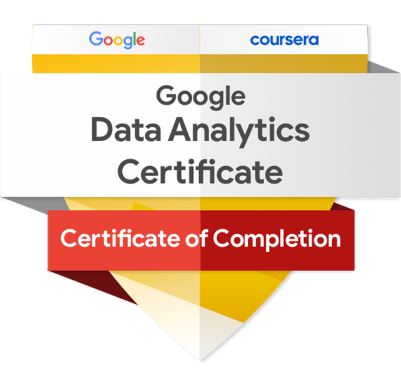 Google coursera
Google
Data Analytics
Certificate
Certificate of Completion